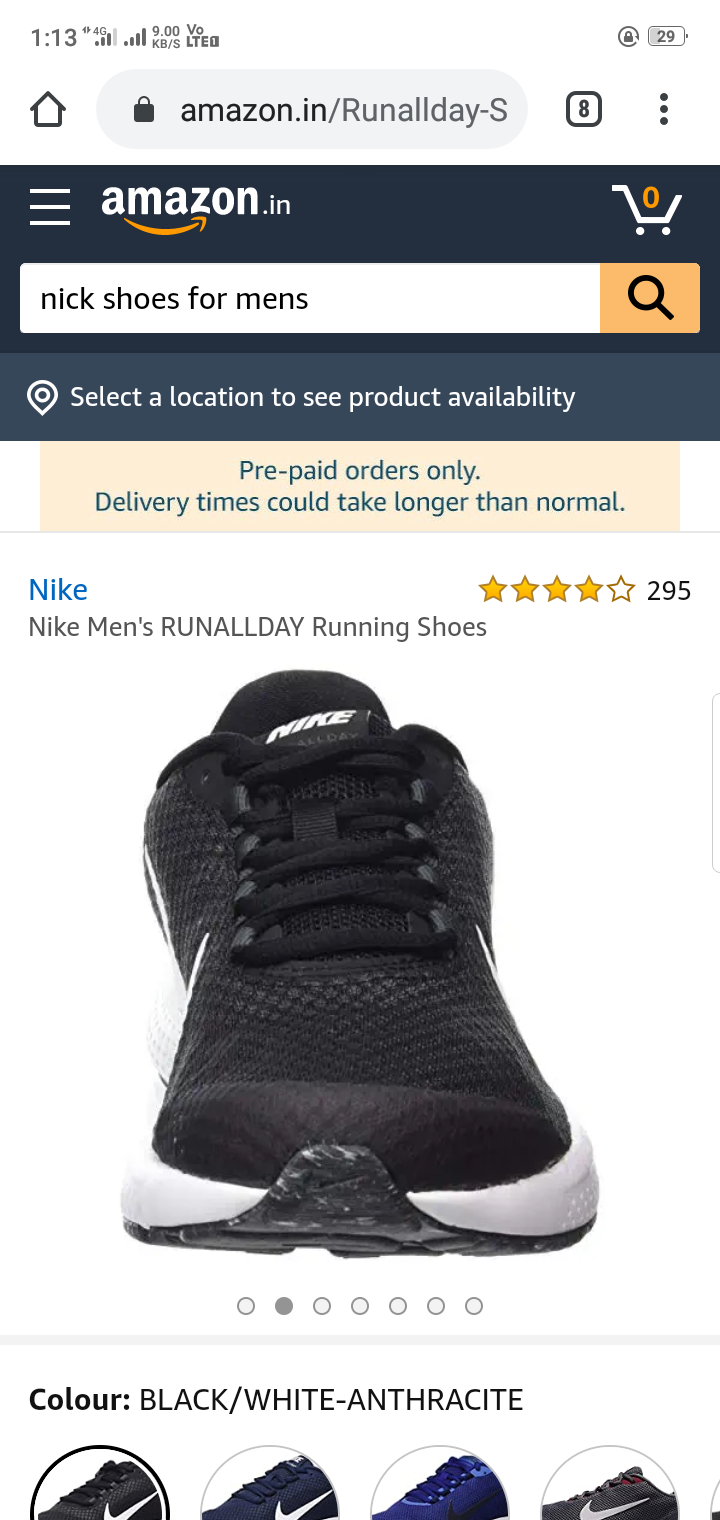 1:13 4G 9.00 KB/S Vo LTE 29
amazon.in/Runallday-S 8
amazon.in 0
nick shoes for mens
Select a location to see product availability
Pre-paid orders only.
Delivery times could take longer than normal.
Nike 295
Nike Men's RUNALLDAY Running Shoes
NIKE
ALLDAY
Colour: BLACK/WHITE-ANTHRACITE